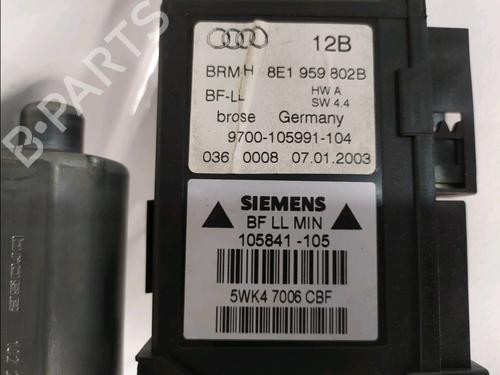 12B
BRM-H 8E1 959 802B
BF-LL HW A
SW 4.4
brose Germany
9700-105991-104
036 0008 07.01.2003
SIEMENS
BF LL MIN
105841-105
5WK4 7006 CBF
B-PARTS